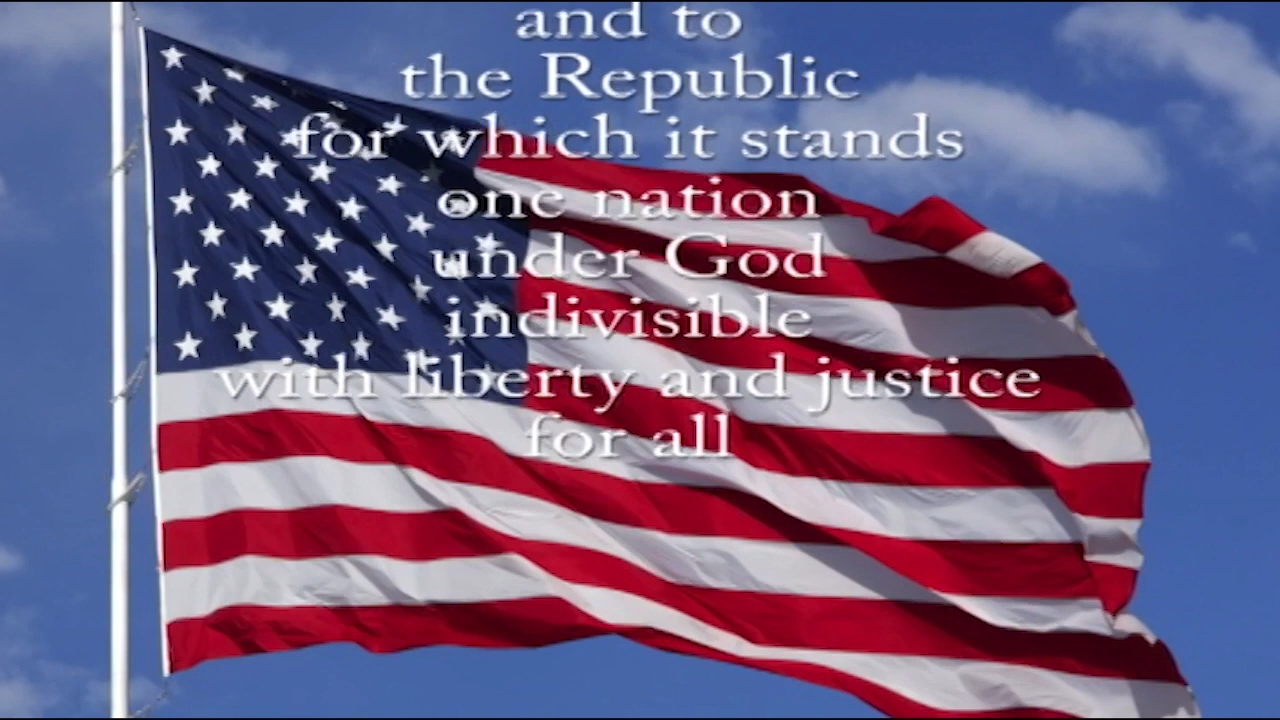 and to
the Republic
for which it stands
one nation
under God
indivisible
with liberty and justice
for all